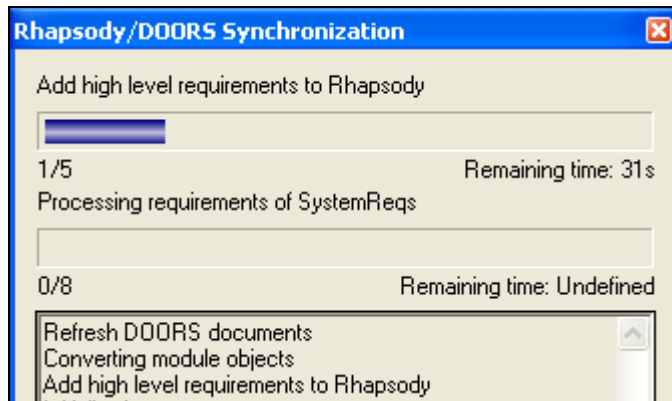 Rhapsody/DOORS Synchronization
Add high level requirements to Rhapsody
1/5 Remaining time: 31s
Processing requirements of SystemReqs
0/8 Remaining time: Undefined
Refresh DOORS documents
Converting module objects
Add high level requirements to Rhapsody